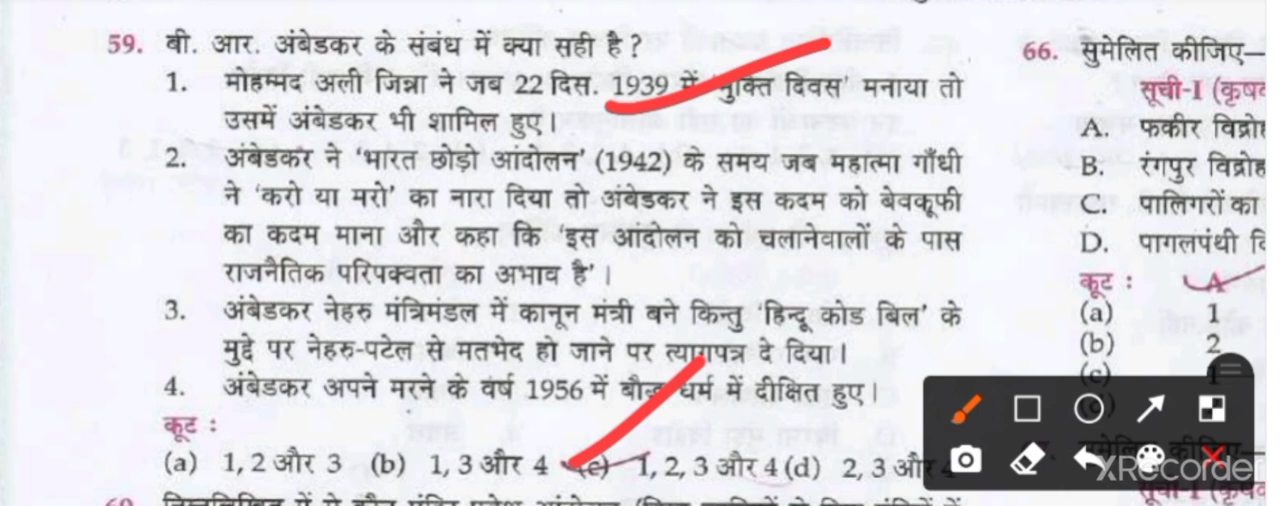 59. बी. आर. अंबेडकर के संबंध में क्या सही है?
1. मोहम्मद अली जिन्ना ने जब 22 दिस. 1939 में 'मुक्ति दिवस' मनाया तो
उसमें अंबेडकर भी शामिल हुए।
2. अंबेडकर ने 'भारत छोड़ो आंदोलन' (1942) के समय जब महात्मा गाँधी
ने 'करो या मरो' का नारा दिया तो अंबेडकर ने इस कदम को बेवकूफी
का कदम माना और कहा कि 'इस आंदोलन को चलानेवालों के पास
राजनैतिक परिपक्वता का अभाव है'।
3. अंबेडकर नेहरु मंत्रिमंडल में कानून मंत्री बने किन्तु 'हिन्दू कोड बिल' के
मुद्दे पर नेहरु-पटेल से मतभेद हो जाने पर त्यागपत्र दे दिया।
4. अंबेडकर अपने मरने के वर्ष 1956 में बौद्ध धर्म में दीक्षित हुए।
कूट :
(a) 1, 2 और 3 (b) 1, 3 और 4 (c) 1, 2, 3 और 4 (d) 2, 3 और 4
66. सुमेलित कीजिए—
सूची-I
A. फकीर
B. रंगपुर
C. पालिगारों का
D. पागलपंथी
कूट : A
(a) 1
(b) 2
(c) 1
(d)
सुमेलित कीजिए—
सूची-I
XRecorder